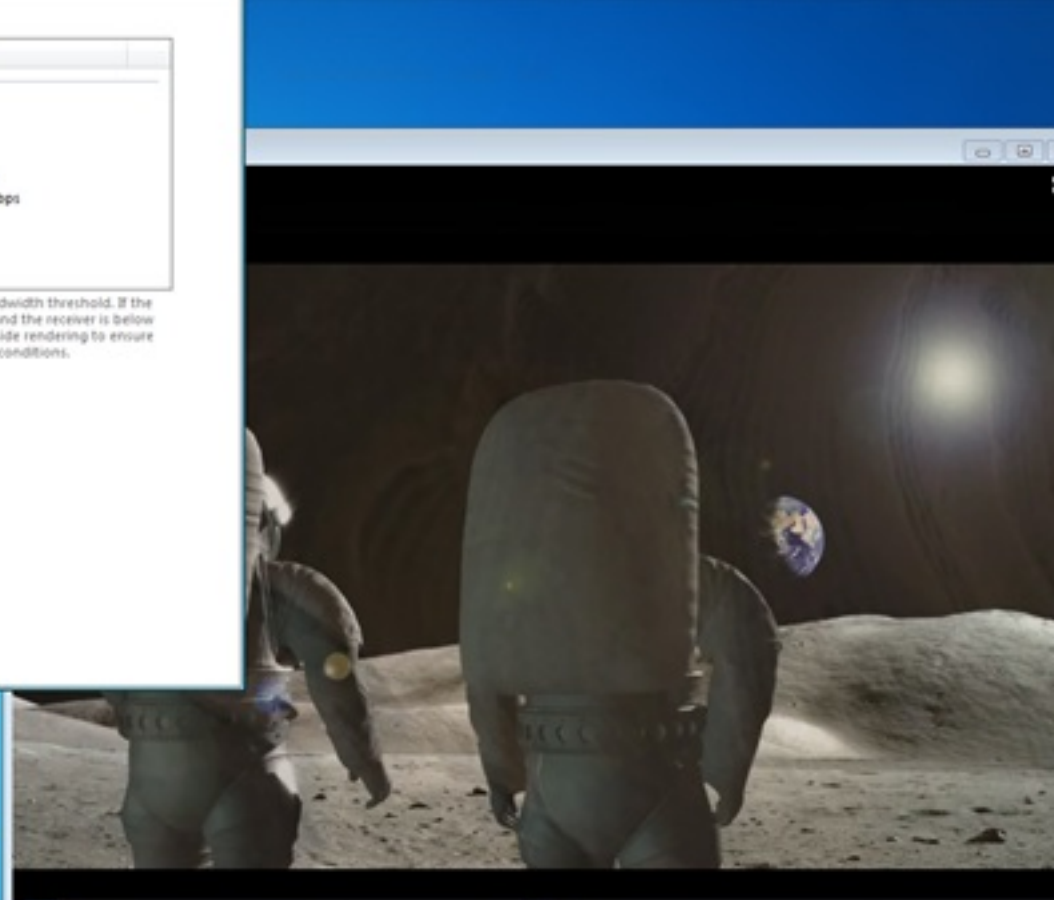 bps
dwidth threshold. If the
nd the receiver is below
ide rendering to ensure
conditions.